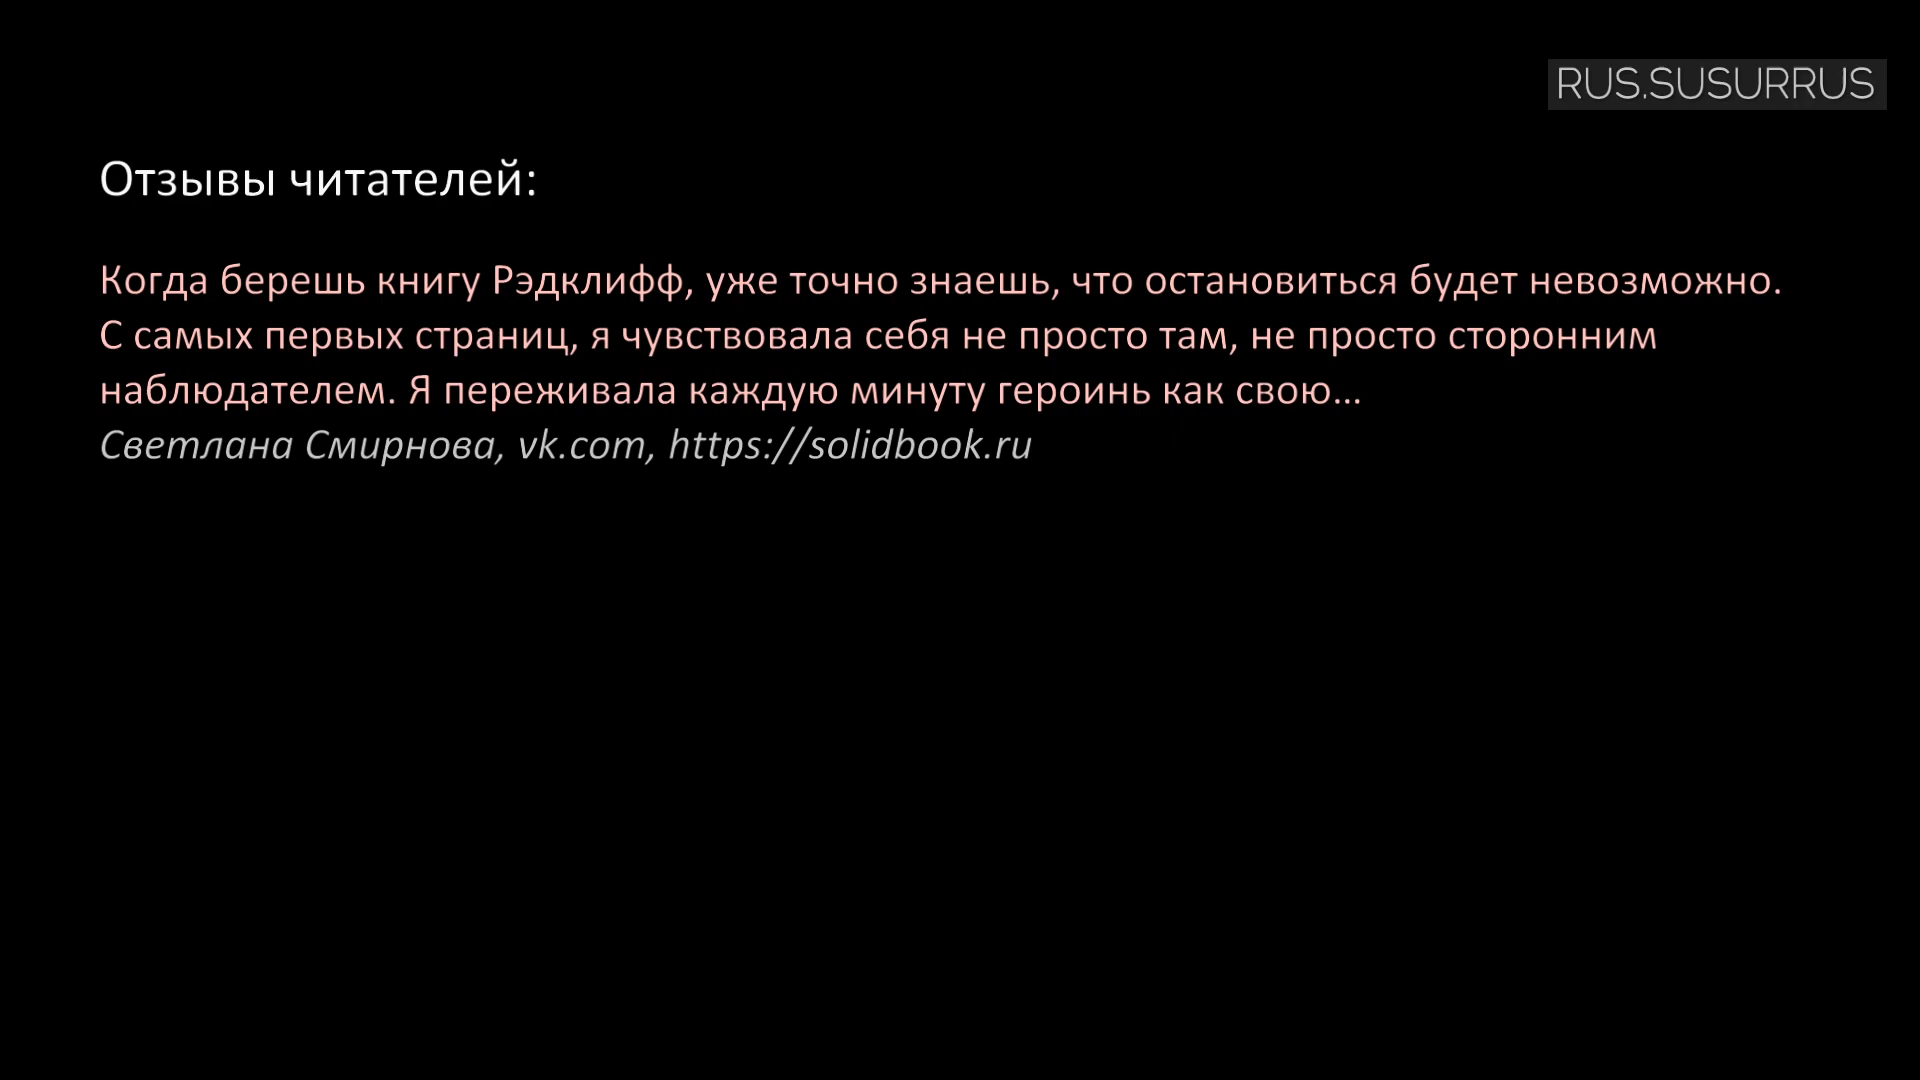 RUS.SUSURRUS
Отзывы читателей:
Когда берешь книгу Рэдклифф, уже точно знаешь, что остановиться будет невозможно.
С самых первых страниц, я чувствовала себя не просто там, не просто сторонним
наблюдателем. Я переживала каждую минуту героинь как свою...
Светлана Смирнова, vk.com, https://solidbook.ru